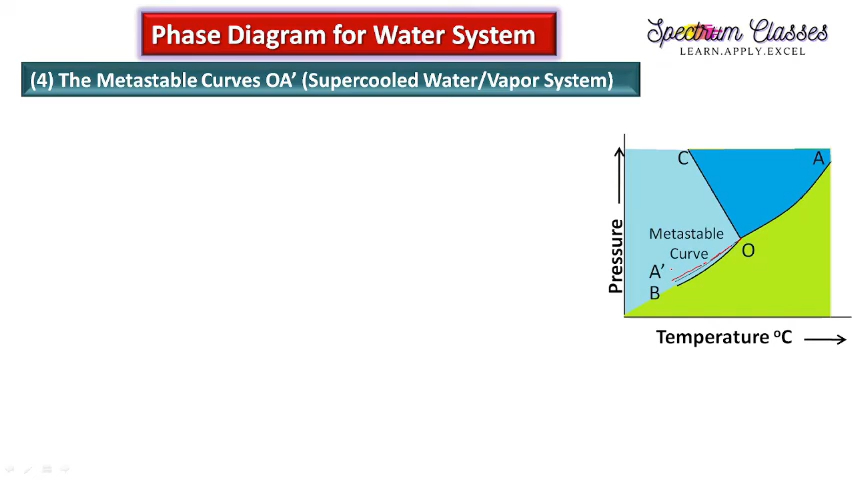 Phase Diagram for Water System
Spectrum Classes
LEARN.APPLY.EXCEL
(4) The Metastable Curves OA’ (Supercooled Water/Vapor System)
C
A
Metastable
Curve
O
A’
B
Pressure
Temperature ºC